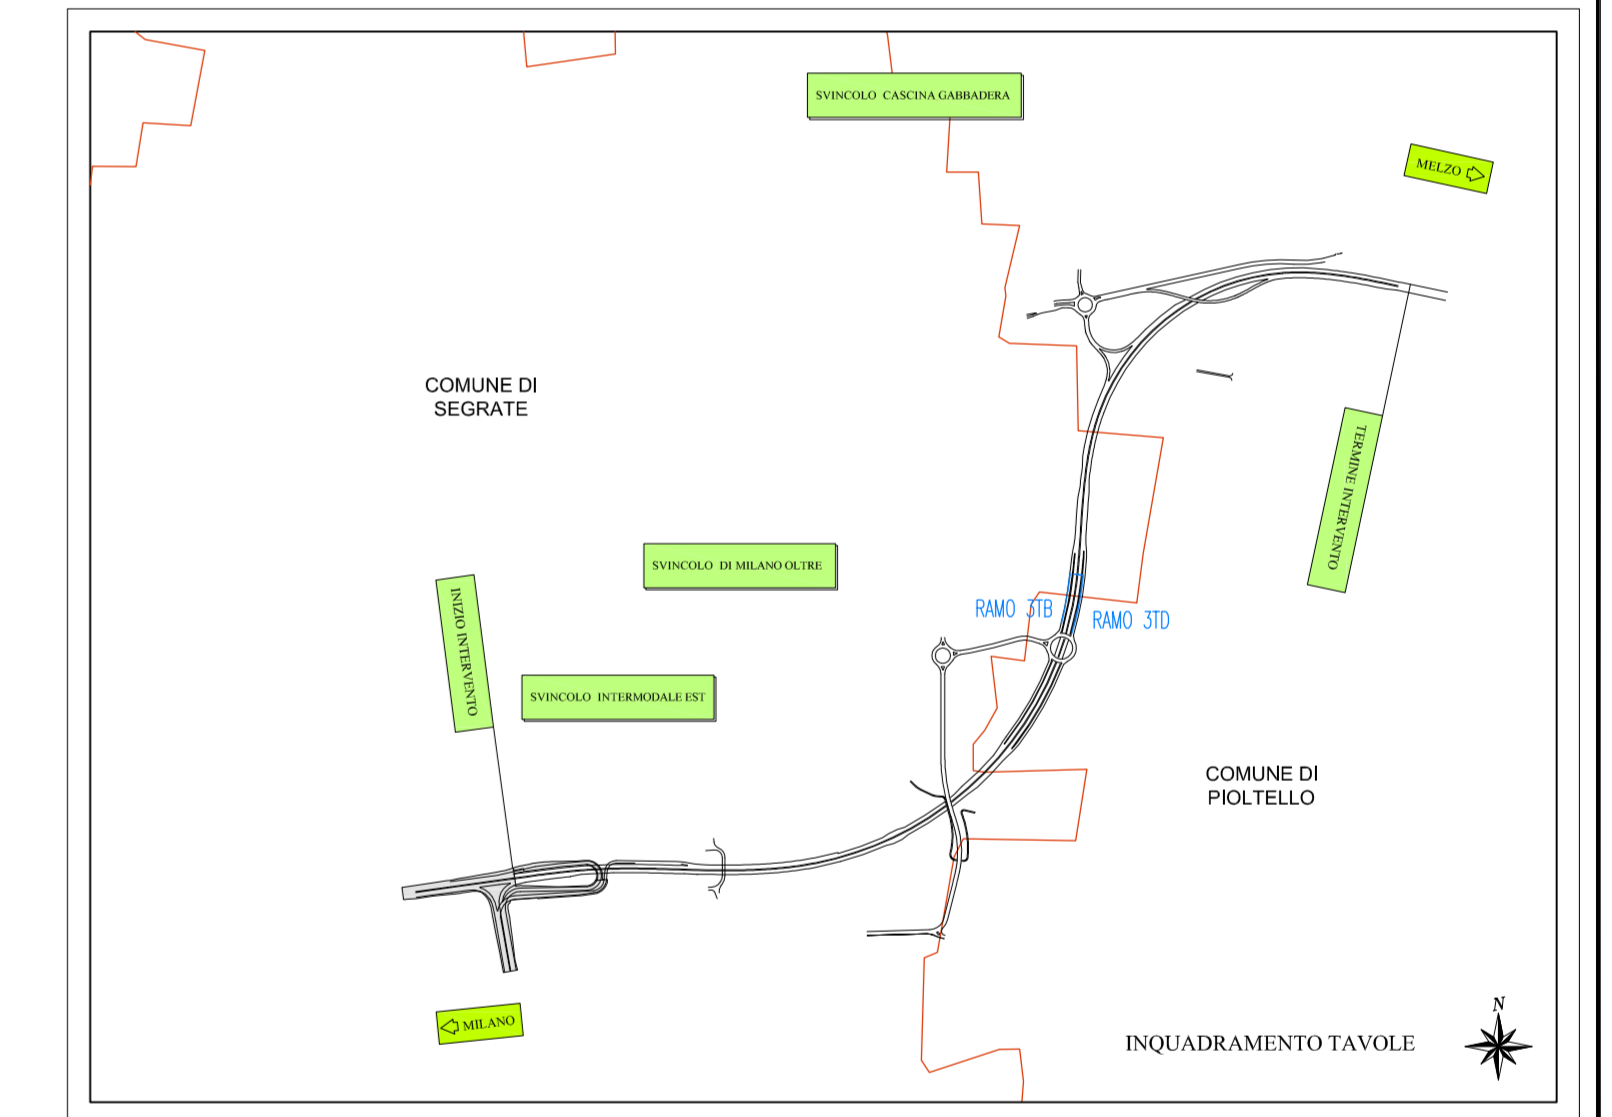 SVINCOLO CASCINA GABBADERA
MELZO
COMUNE DI
SEGRATE
TERMINE INTERVENTO
SVINCOLO DI MILANO OLTRE
INIZIO INTERVENTO
RAMO 3TB
RAMO 3TD
SVINCOLO INTERMODALE EST
COMUNE DI
PIOLTELLO
MILANO
N
INQUADRAMENTO TAVOLE